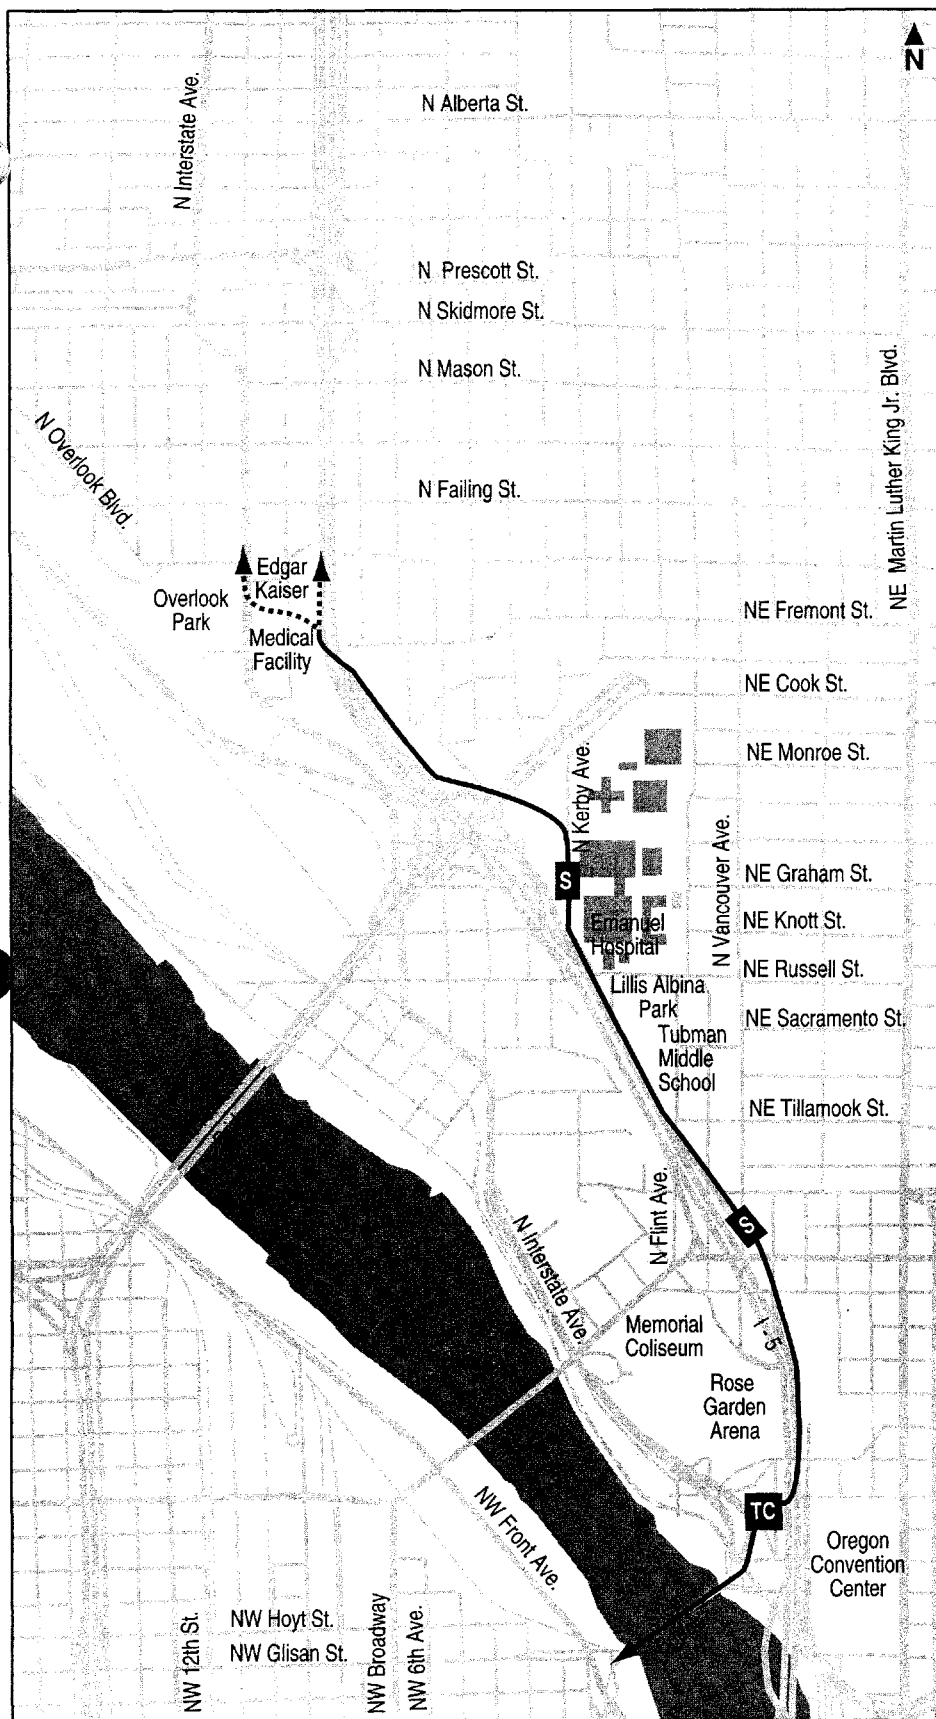 N
N Alberta St.
N Interstate Ave.
N Prescott St.
N Skidmore St.
N Mason St.
NE Martin Luther King Jr. Blvd.
N Overlook Blvd.
N Failing St.
Edgar
Kaiser
Medical
Facility
Overlook
Park
NE Fremont St.
NE Cook St.
NE Monroe St.
N Kerby Ave.
N Vancouver Ave.
S
NE Graham St.
NE Knott St.
Emanuel
Hospital
NE Russell St.
Lillis Albina
Park
NE Sacramento St.
Tubman
Middle
School
NE Tillamook St.
N Flint Ave.
S
N Interstate Ave.
I-5
Memorial
Coliseum
Rose
Garden
Arena
TC
NW Front Ave.
Oregon
Convention
Center
NW Hoyt St.
NW Glisan St.
NW 12th St.
NW Broadway
NW 6th Ave.